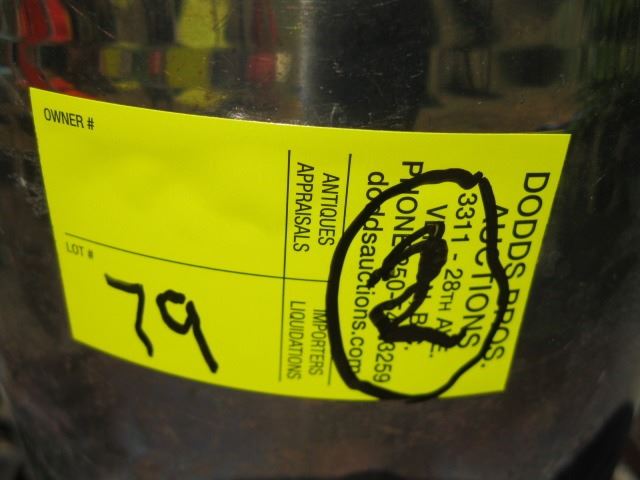 DODDS BROS.
AUCTIONS
3311 - 28TH AVE.
doddsauctions.com
ANTIQUES
APPRAISALS
IMPORTERS
LIQUIDATIONS
OWNER #
LOT #
79
2